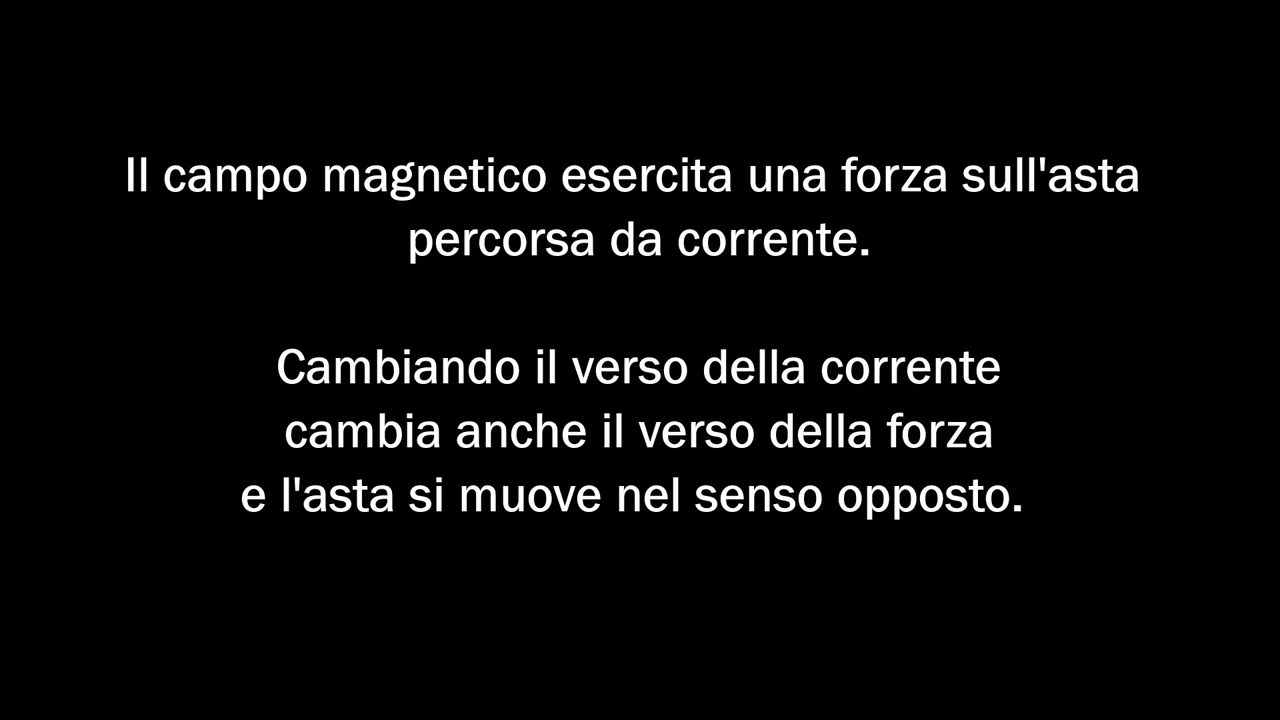 Il campo magnetico esercita una forza sull'asta
percorsa da corrente.
Cambiando il verso della corrente
cambia anche il verso della forza
e l'asta si muove nel senso opposto.